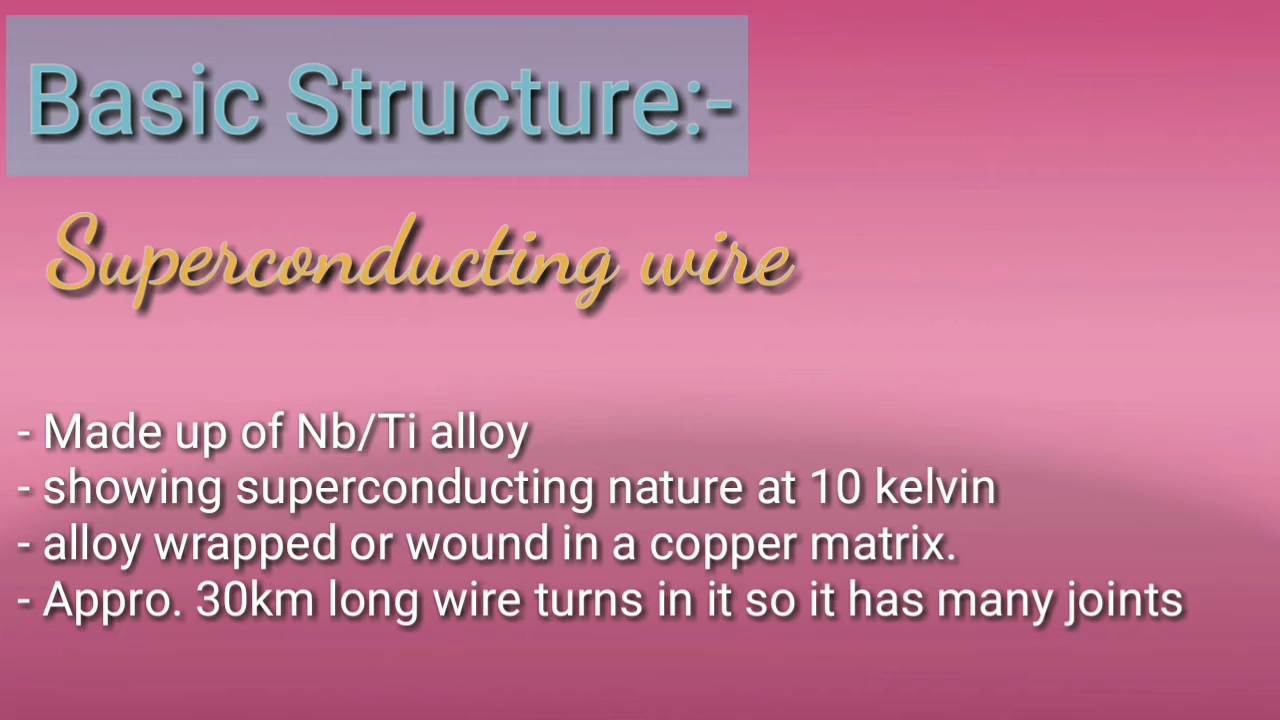 Basic Structure:-
Superconducting wire
- Made up of Nb/Ti alloy
- showing superconducting nature at 10 kelvin
- alloy wrapped or wound in a copper matrix.
- Appro. 30km long wire turns in it so it has many joints